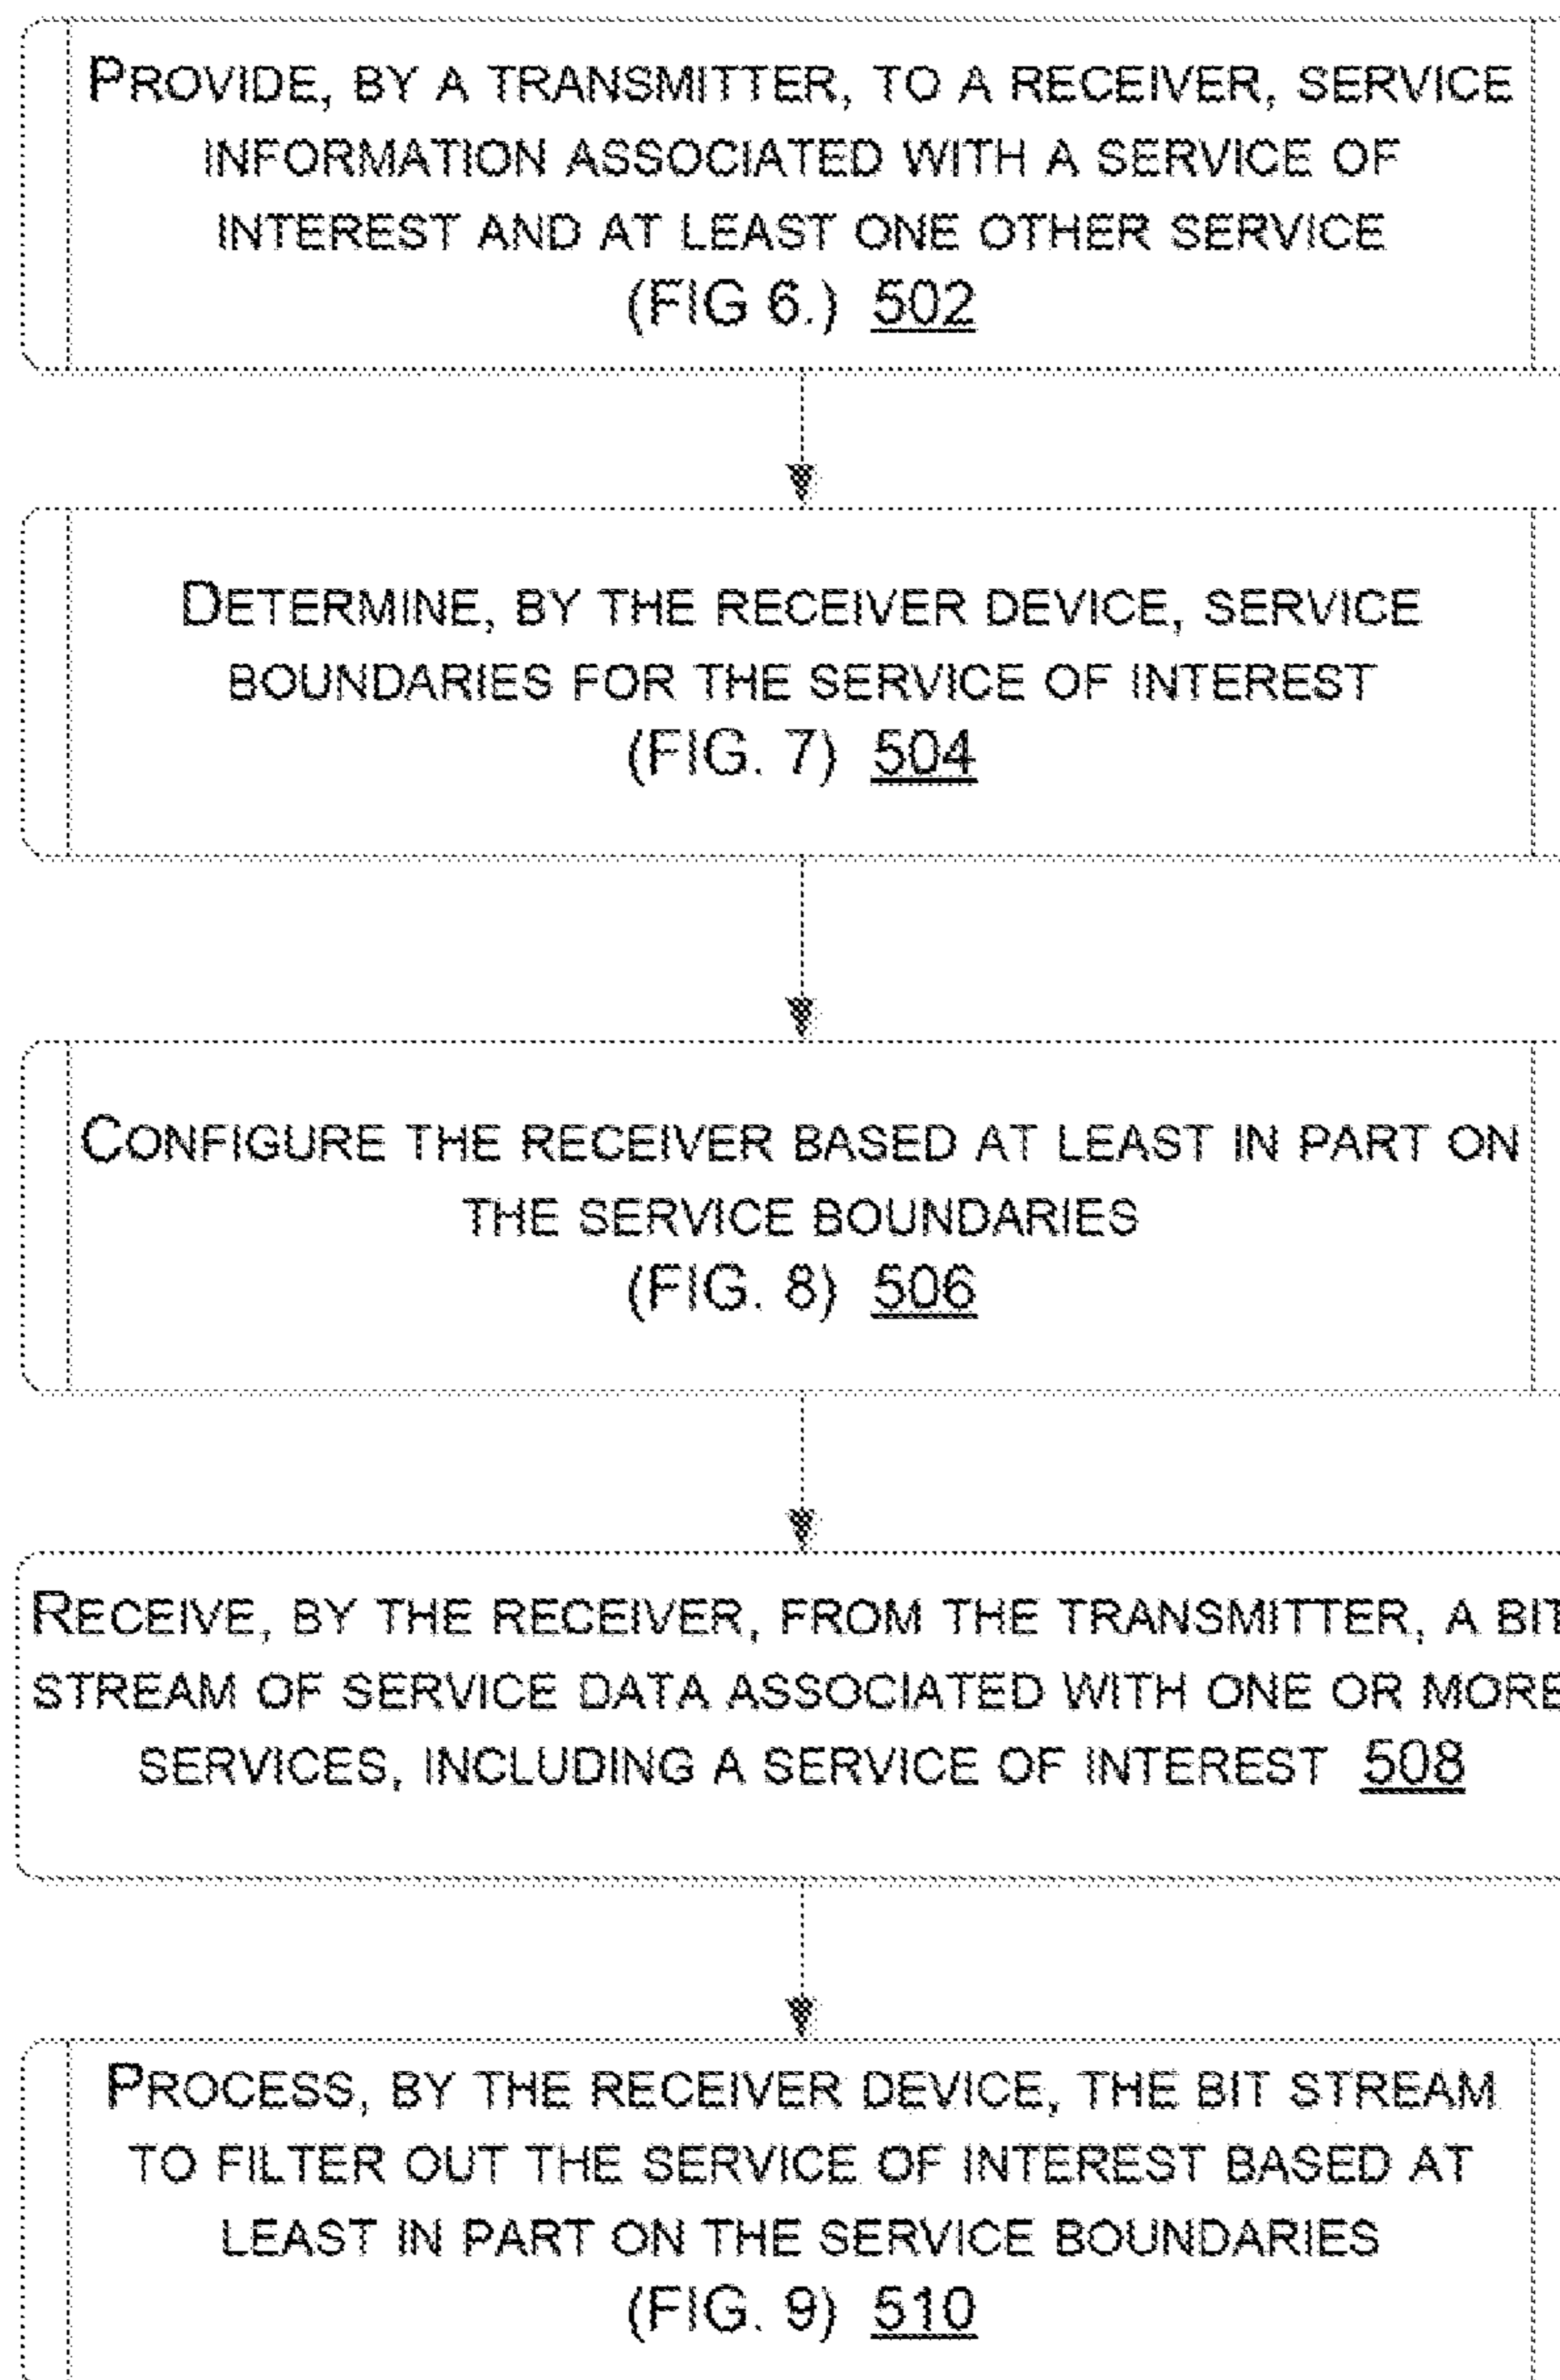 PROVIDE, BY A TRANSMITTER, TO A RECEIVER, SERVICE
INFORMATION ASSOCIATED WITH A SERVICE OF
INTEREST AND AT LEAST ONE OTHER SERVICE
(FIG 6.) 502
DETERMINE, BY THE RECEIVER DEVICE, SERVICE
BOUNDARIES FOR THE SERVICE OF INTEREST
(FIG. 7) 504
CONFIGURE THE RECEIVER BASED AT LEAST IN PART ON
THE SERVICE BOUNDARIES
(FIG. 8) 506
RECEIVE, BY THE RECEIVER, FROM THE TRANSMITTER, A BIT
STREAM OF SERVICE DATA ASSOCIATED WITH ONE OR MORE
SERVICES, INCLUDING A SERVICE OF INTEREST 508
PROCESS, BY THE RECEIVER DEVICE, THE BIT STREAM
TO FILTER OUT THE SERVICE OF INTEREST BASED AT
LEAST IN PART ON THE SERVICE BOUNDARIES
(FIG. 9) 510